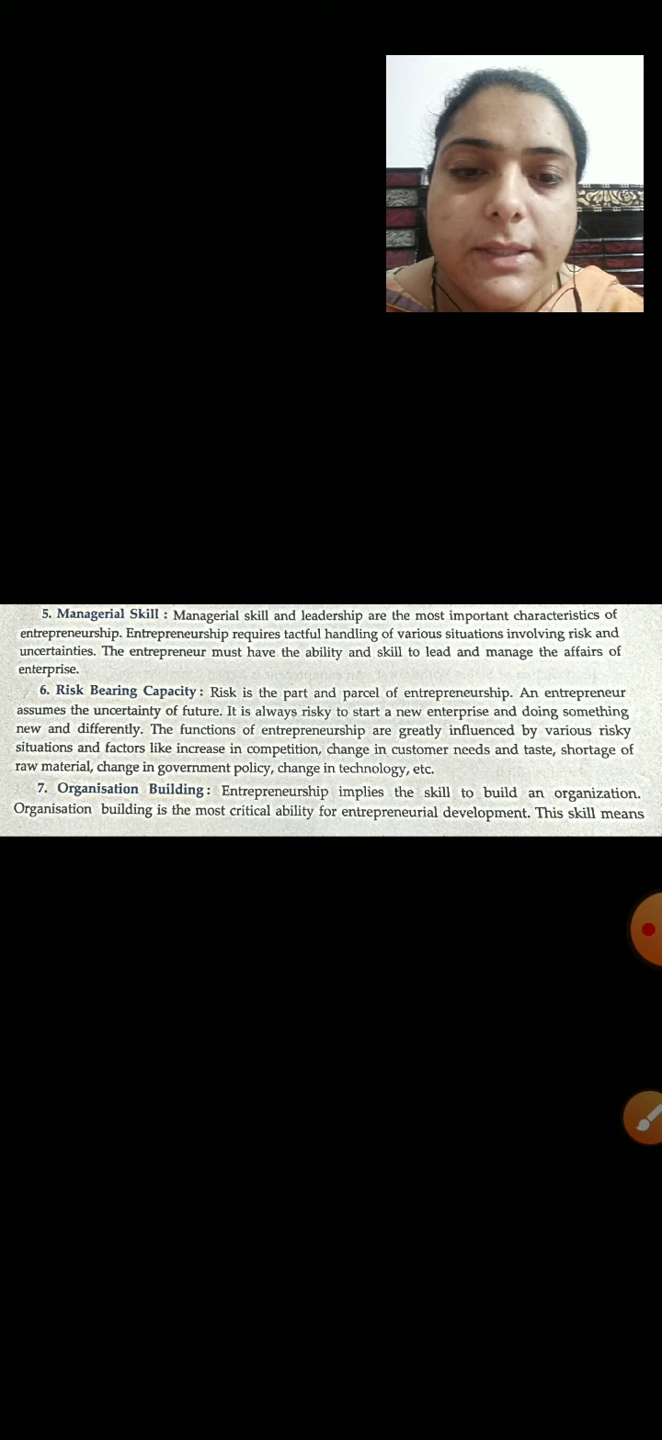 5. Managerial Skill : Managerial skill and leadership are the most important characteristics of
entrepreneurship. Entrepreneurship requires tactful handling of various situations involving risk and
uncertainties. The entrepreneur must have the ability and skill to lead and manage the affairs of
enterprise.
6. Risk Bearing Capacity : Risk is the part and parcel of entrepreneurship. An entrepreneur
assumes the uncertainty of future. It is always risky to start a new enterprise and doing something
new and differently. The functions of entrepreneurship are greatly influenced by various risky
situations and factors like increase in competition, change in customer needs and taste, shortage of
raw material, change in government policy, change in technology, etc.
7. Organisation Building : Entrepreneurship implies the skill to build an organization.
Organisation building is the most critical ability for entrepreneurial development. This skill means